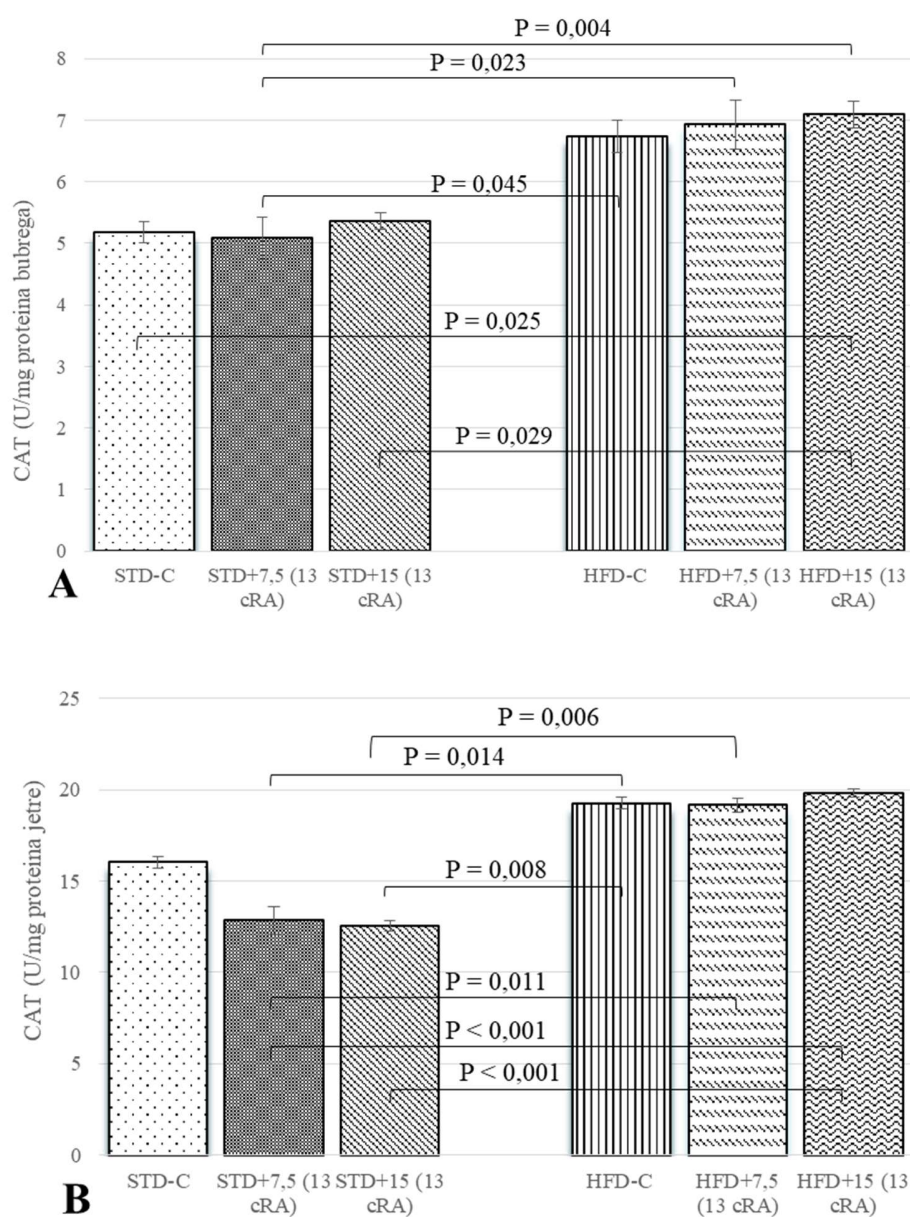 P = 0,004
P = 0,023
P = 0,045
P = 0,025
P = 0,029
CAT (U/mg proteina bubrega)
8
7
6
5
4
3
2
1
0
STD-C
STD+7,5 (13
cRA)
STD+15 (13
cRA)
HFD-C
HFD+7,5 (13
cRA)
HFD+15 (13
cRA)
A
P = 0,006
P = 0,014
P = 0,008
P = 0,011
P < 0,001
P < 0,001
CAT (U/mg proteina jetre)
25
20
15
10
5
0
STD-C
STD+7,5 (13
cRA)
STD+15 (13
cRA)
HFD-C
HFD+7,5
(13 cRA)
HFD+15 (13
cRA)
B